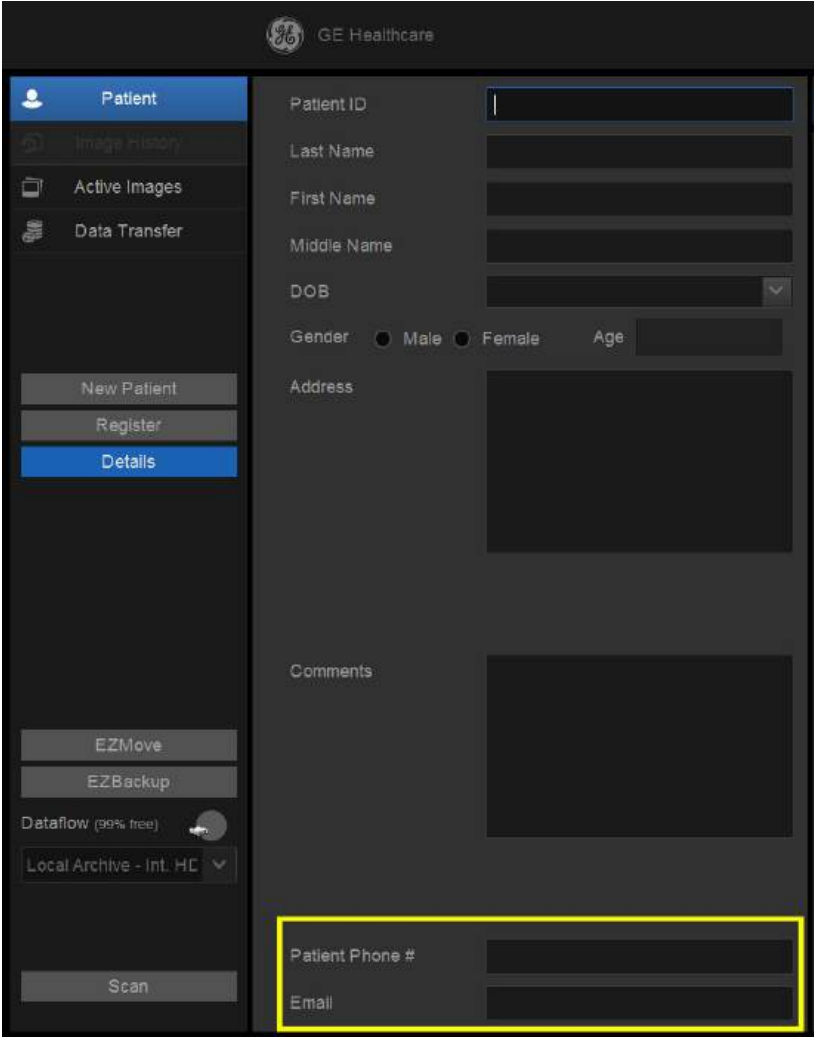 GE Healthcare
Patient
Image History
Active Images
Data Transfer
New Patient
Register
Details
EZMove
EZBackup
Dataflow (99% free)
Local Archive - Int. HD
Scan
Patient ID
Last Name
First Name
Middle Name
DOB
Gender Male Female Age
Address
Comments
Patient Phone #
Email